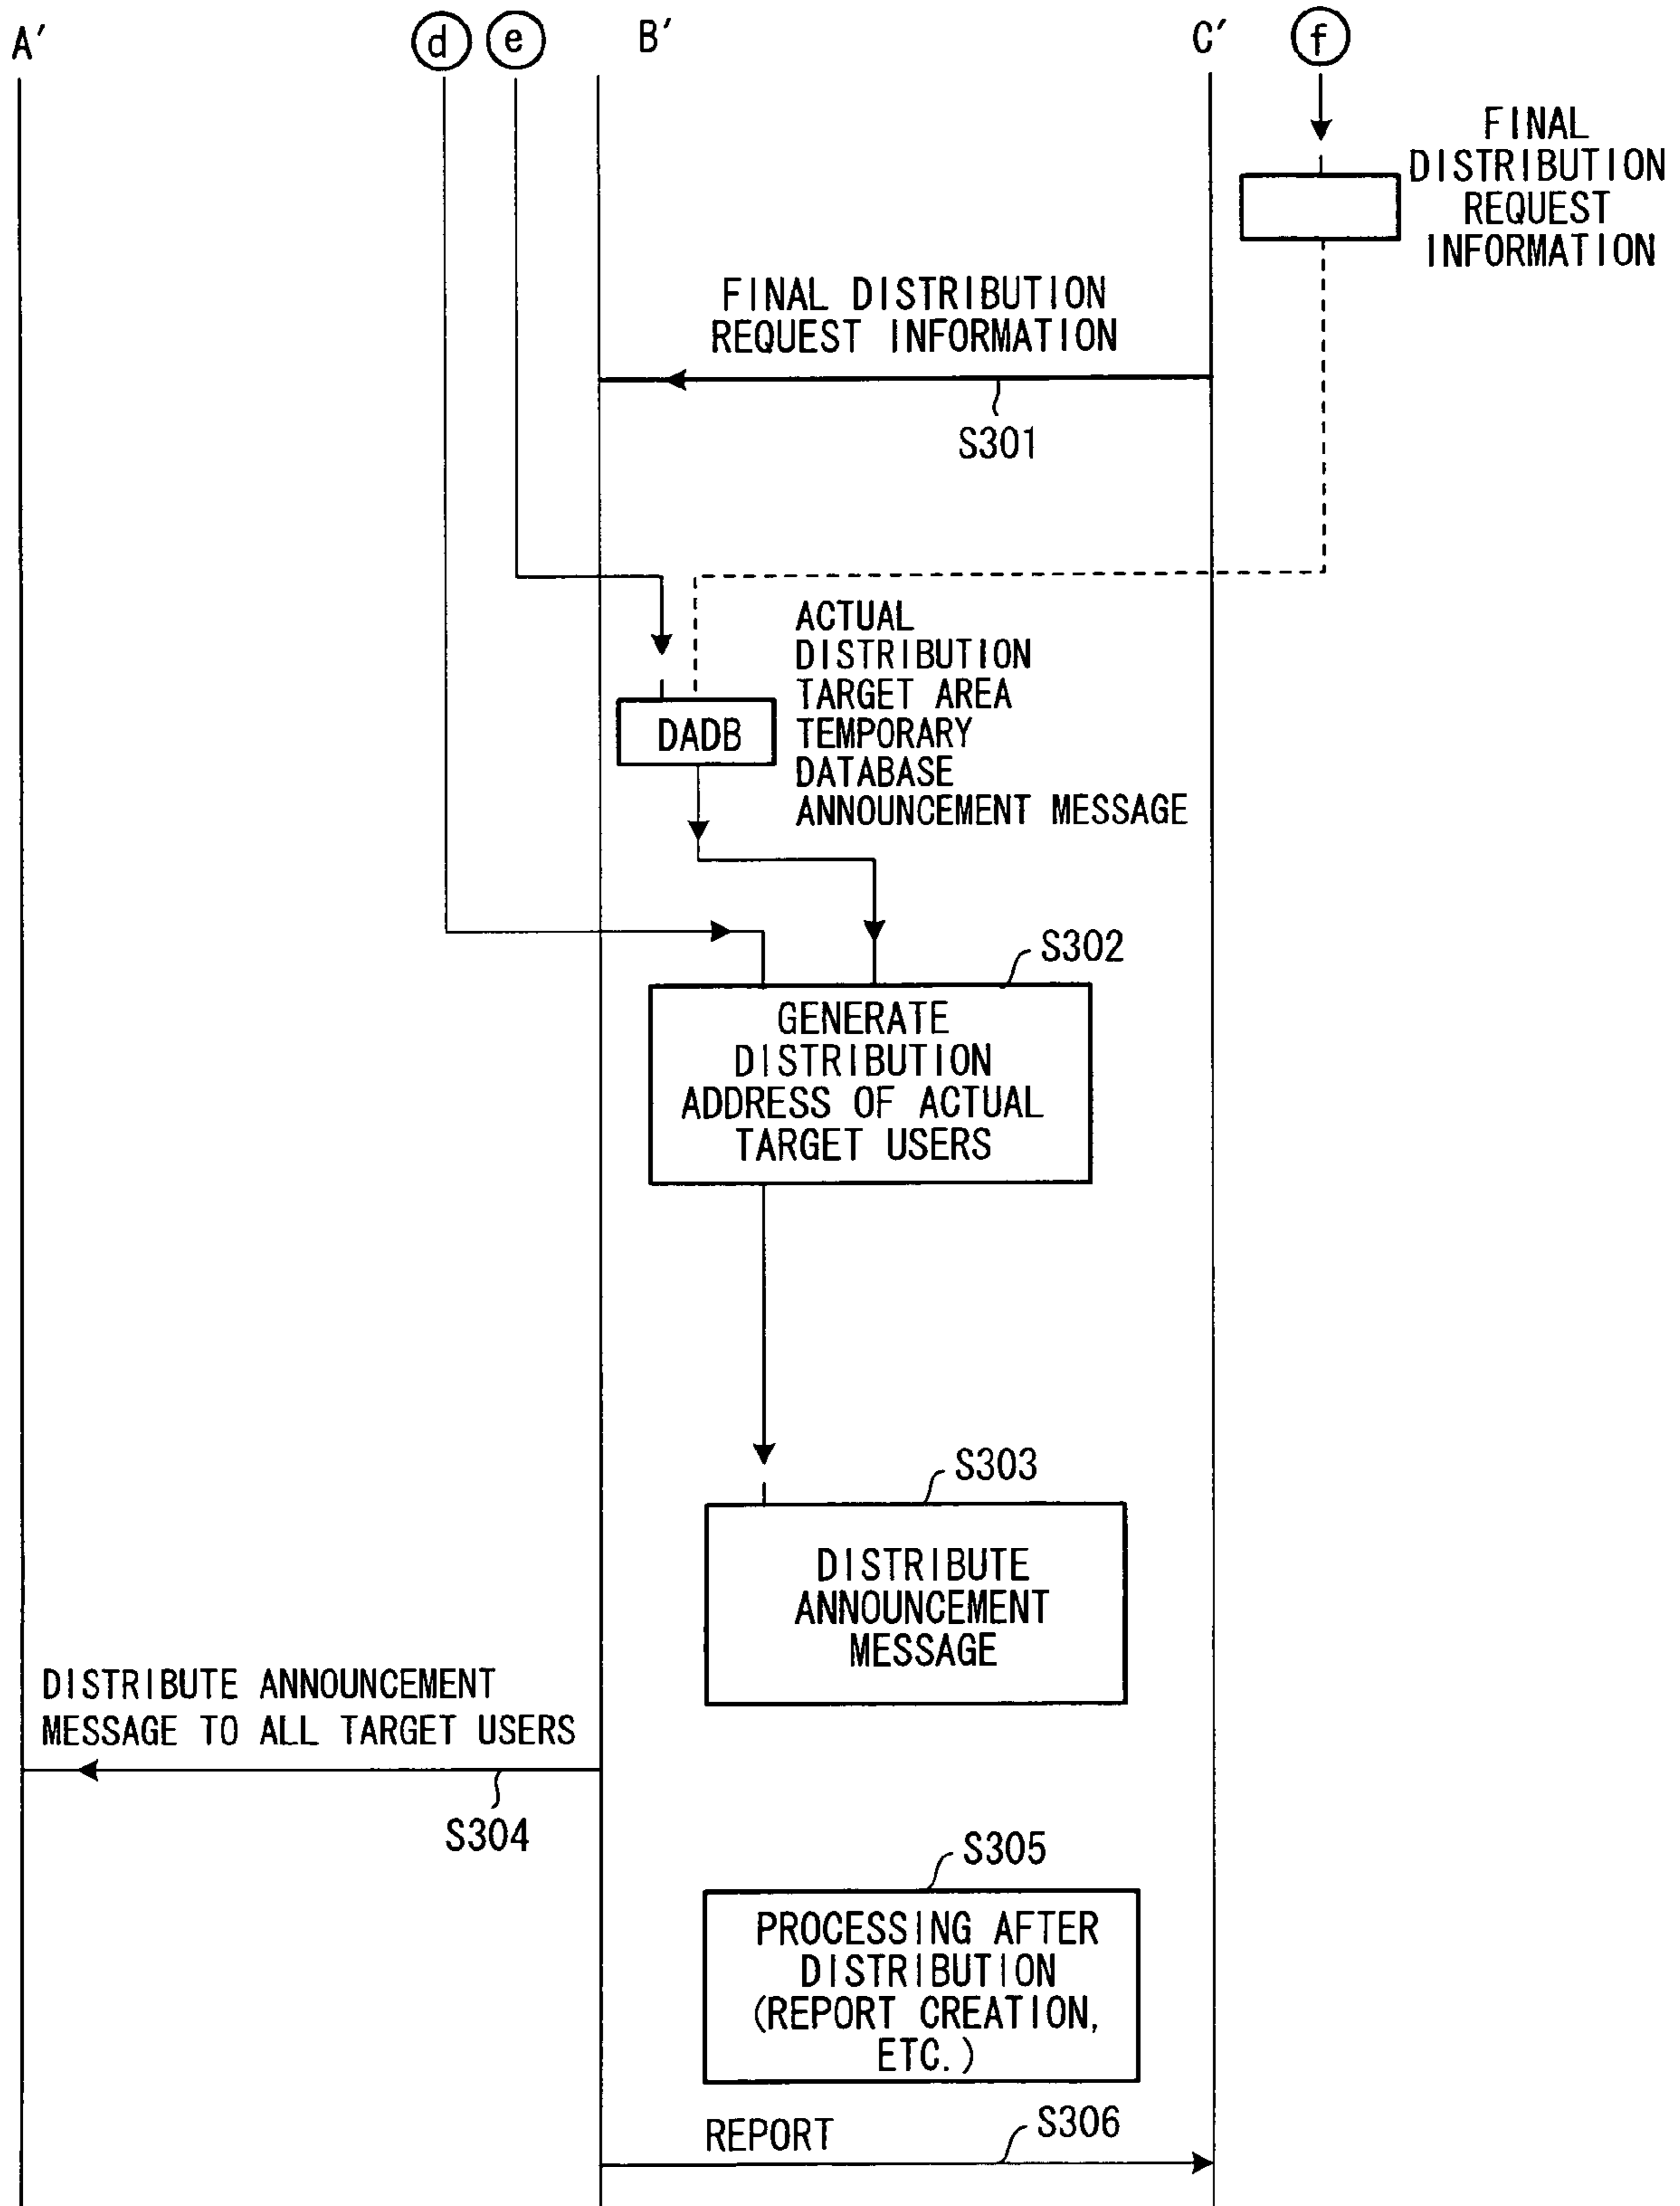 A′
d
e
B′
C′
f
FINAL
DISTRIBUTION
REQUEST
INFORMATION
FINAL DISTRIBUTION
REQUEST INFORMATION
S301
ACTUAL
DISTRIBUTION
TARGET AREA
TEMPORARY
DATABASE
ANNOUNCEMENT MESSAGE
DADB
S302
GENERATE
DISTRIBUTION
ADDRESS OF ACTUAL
TARGET USERS
S303
DISTRIBUTE
ANNOUNCEMENT
MESSAGE
DISTRIBUTE ANNOUNCEMENT
MESSAGE TO ALL TARGET USERS
S304
S305
PROCESSING AFTER
DISTRIBUTION
(REPORT CREATION,
ETC.)
REPORT
S306